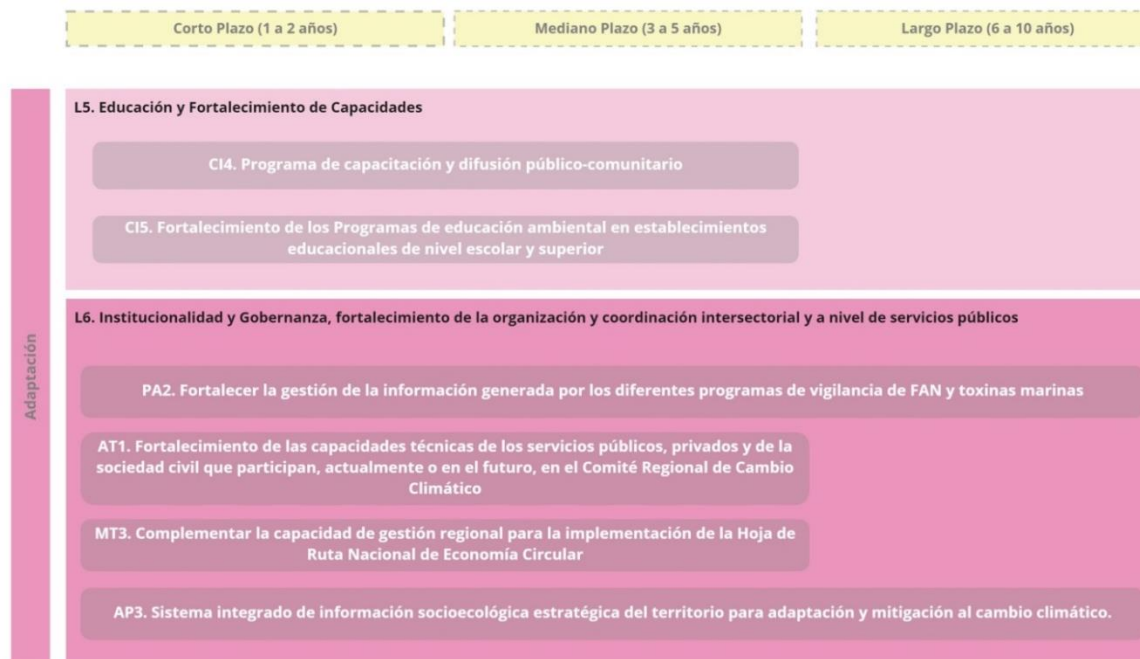 Corto Plazo (1 a 2 años)
Mediano Plazo (3 a 5 años)
Largo Plazo (6 a 10 años)
Adaptación
L5. Educación y Fortalecimiento de Capacidades
CI4. Programa de capacitación y difusión público-comunitario
CI5. Fortalecimiento de los Programas de educación ambiental en establecimientos
educacionales de nivel escolar y superior
L6. Institucionalidad y Gobernanza, fortalecimiento de la organización y coordinación intersectorial y a nivel de servicios públicos
PA2. Fortalecer la gestión de la información generada por los diferentes programas de vigilancia de FAN y toxinas marinas
AT1. Fortalecimiento de las capacidades técnicas de los servicios públicos, privados y de la
sociedad civil que participan, actualmente o en el futuro, en el Comité Regional de Cambio
Climático
MT3. Complementar la capacidad de gestión regional para la implementación de la Hoja de
Ruta Nacional de Economía Circular
AP3. Sistema integrado de información socioecológica estratégica del territorio para adaptación y mitigación al cambio climático.